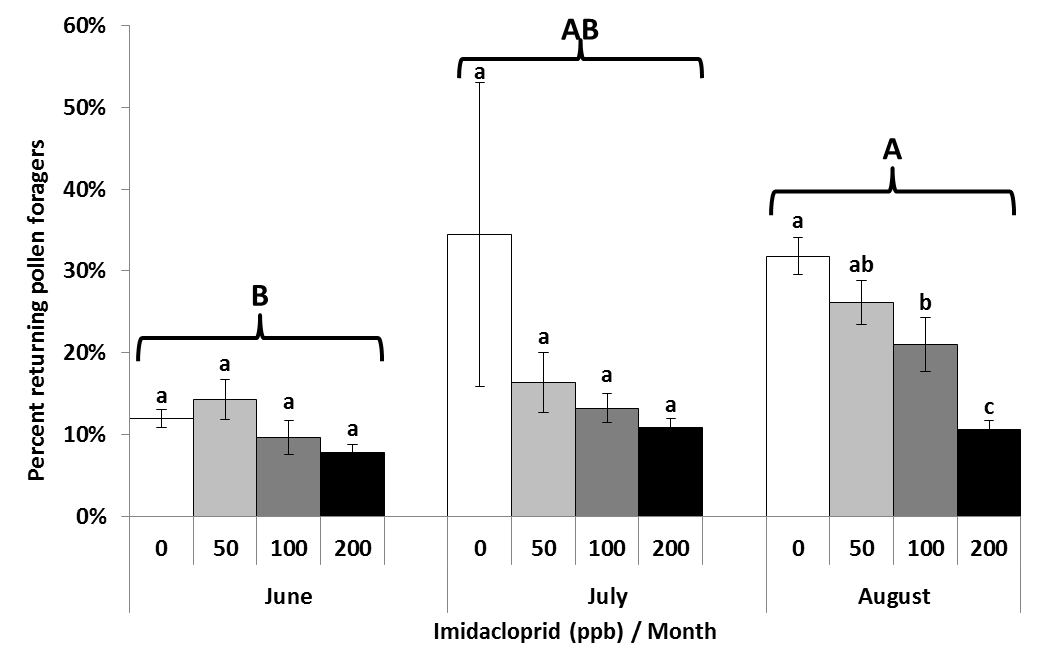 60%
50%
40%
30%
20%
10%
0%
Percent returning pollen foragers
B
a
a
a
a
AB
a
a
a
a
A
a
ab
b
c
0 50 100 200 0 50 100 200 0 50 100 200
June July August
Imidacloprid (ppb) / Month